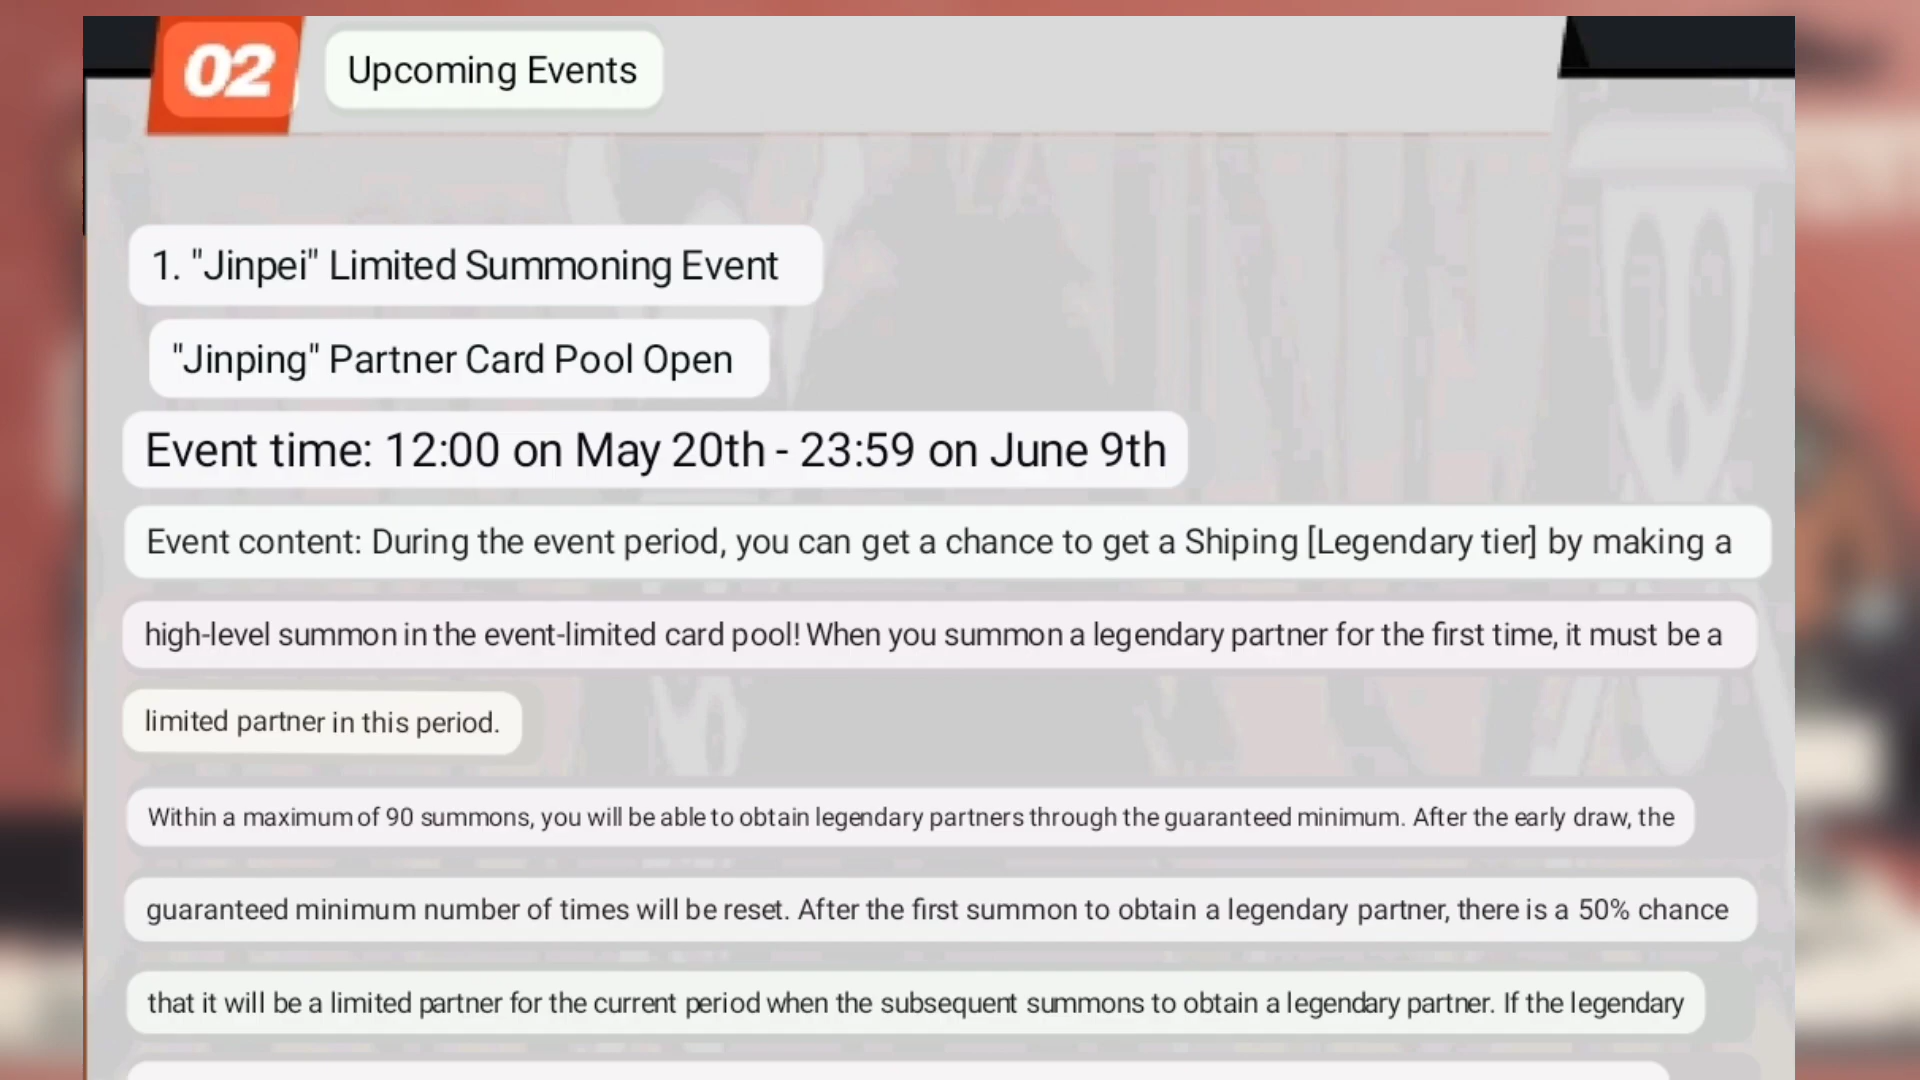 02
Upcoming Events
1. "Jinpei" Limited Summoning Event
"Jinping" Partner Card Pool Open
Event time: 12:00 on May 20th - 23:59 on June 9th
Event content: During the event period, you can get a chance to get a Shiping [Legendary tier] by making a
high-level summon in the event-limited card pool! When you summon a legendary partner for the first time, it must be a
limited partner in this period.
Within a maximum of 90 summons, you will be able to obtain legendary partners through the guaranteed minimum. After the early draw, the
guaranteed minimum number of times will be reset. After the first summon to obtain a legendary partner, there is a 50% chance
that it will be a limited partner for the current period when the subsequent summons to obtain a legendary partner. If the legendary